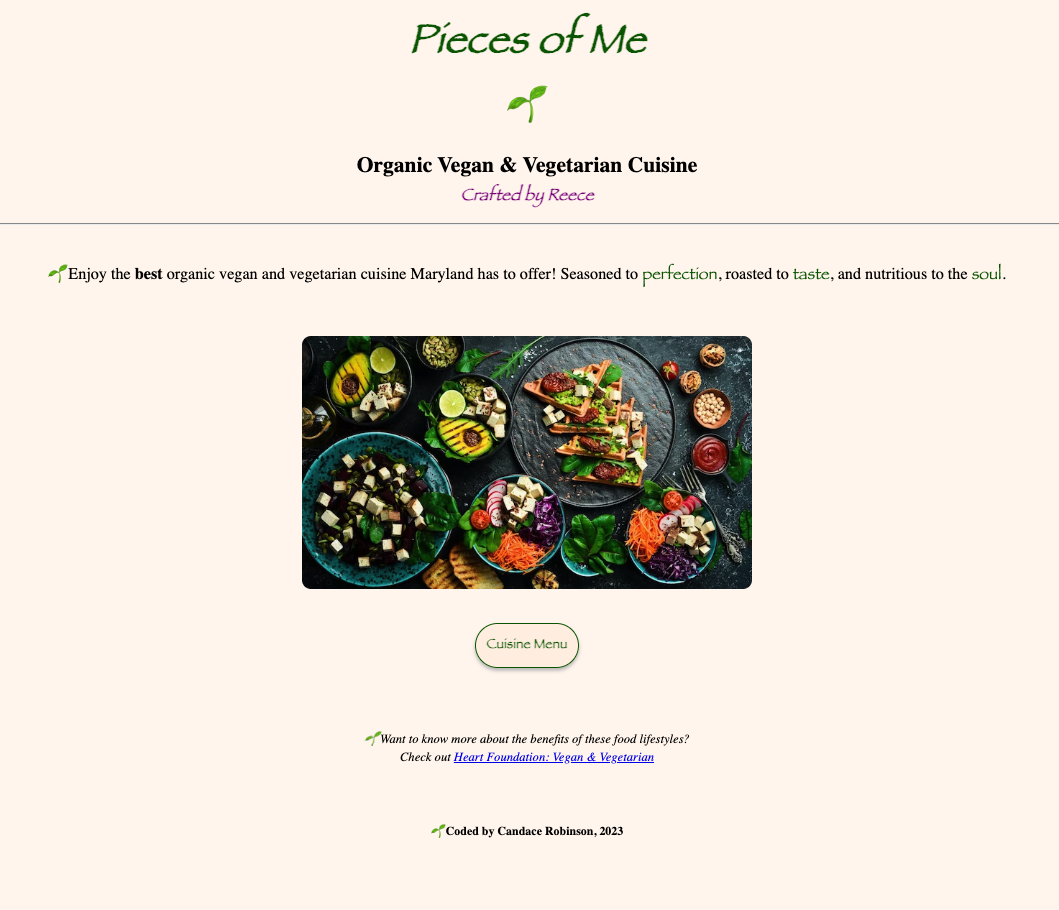 Pieces of Me
Organic Vegan & Vegetarian Cuisine
Crafted by Reece
Enjoy the best organic vegan and vegetarian cuisine Maryland has to offer! Seasoned to perfection, roasted to taste, and nutritious to the soul.
Cuisine Menu
Want to know more about the benefits of these food lifestyles?
Check out Heart Foundation: Vegan & Vegetarian
Coded by Candace Robinson, 2023